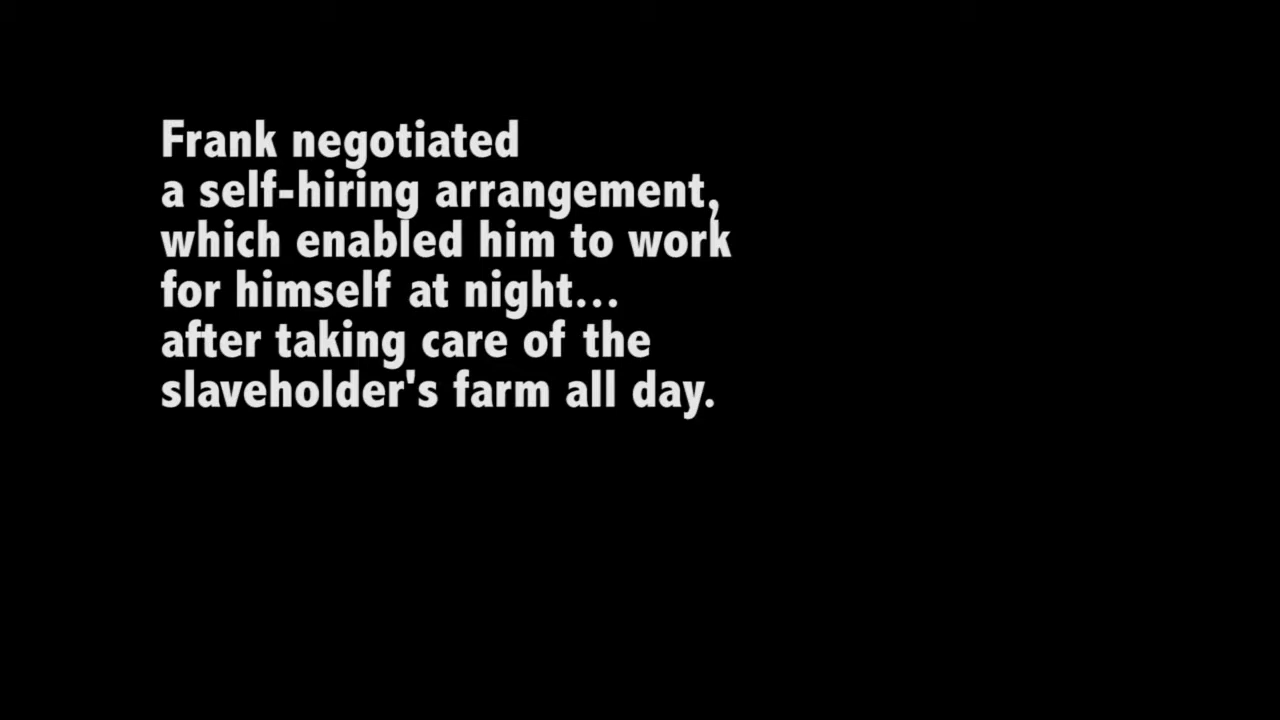 Frank negotiated
a self-hiring arrangement,
which enabled him to work
for himself at night...
after taking care of the
slaveholder's farm all day.